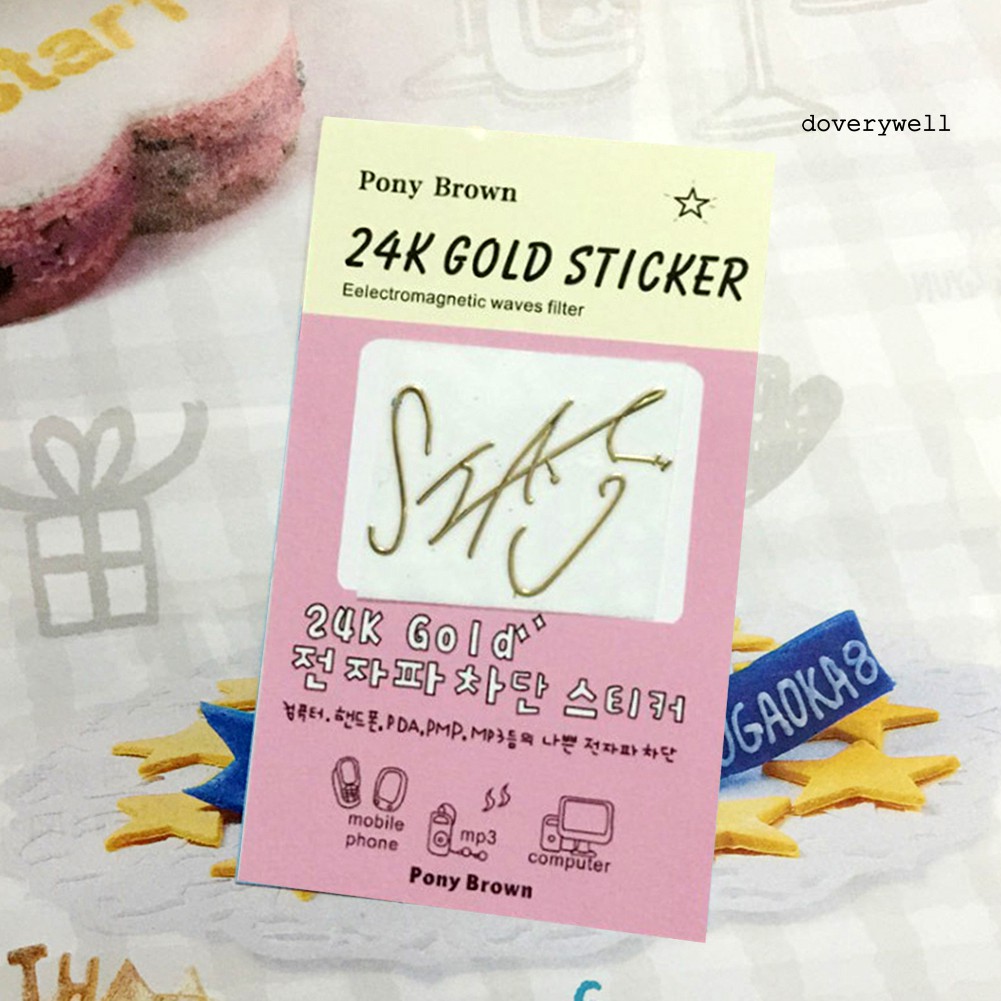 start
doverywell
Pony Brown
24K GOLD STICKER
Eelectromagnetic waves filter
24K Gold
전자파 차단 스티커
컴퓨터, 핸드폰, PDA, PMP, MP3등의 나쁜 전자파 차단
OGAOKA8
mobile
phone
mp3
computer
Pony Brown